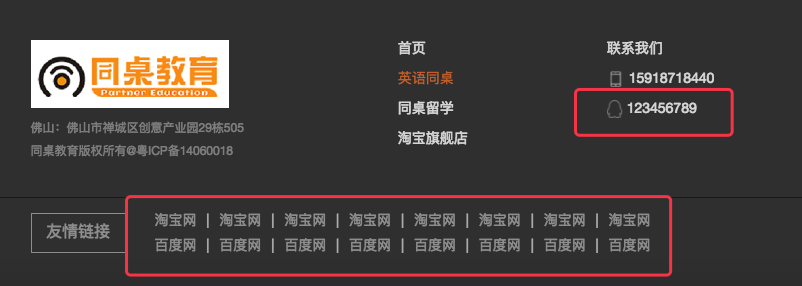 同桌教育
Partner Education
佛山：佛山市禅城区创意产业园29栋505
同桌教育版权所有@粤ICP备14060018
首页
英语同桌
同桌留学
淘宝旗舰店
联系我们
15918718440
123456789
友情链接
淘宝网 | 淘宝网 | 淘宝网 | 淘宝网 | 淘宝网 | 淘宝网 | 淘宝网 | 淘宝网
百度网 | 百度网 | 百度网 | 百度网 | 百度网 | 百度网 | 百度网 | 百度网